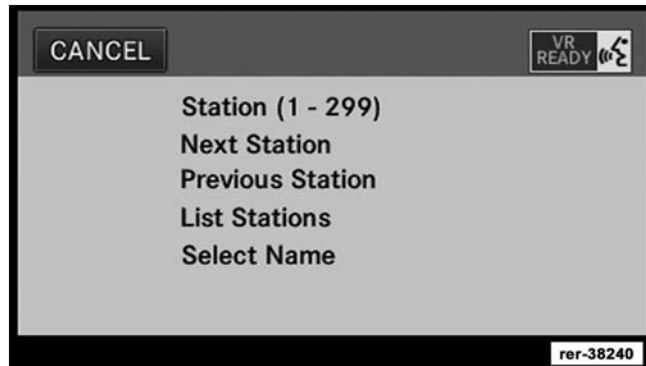 CANCEL
VR
READY
Station (1 - 299)
Next Station
Previous Station
List Stations
Select Name
rer-38240